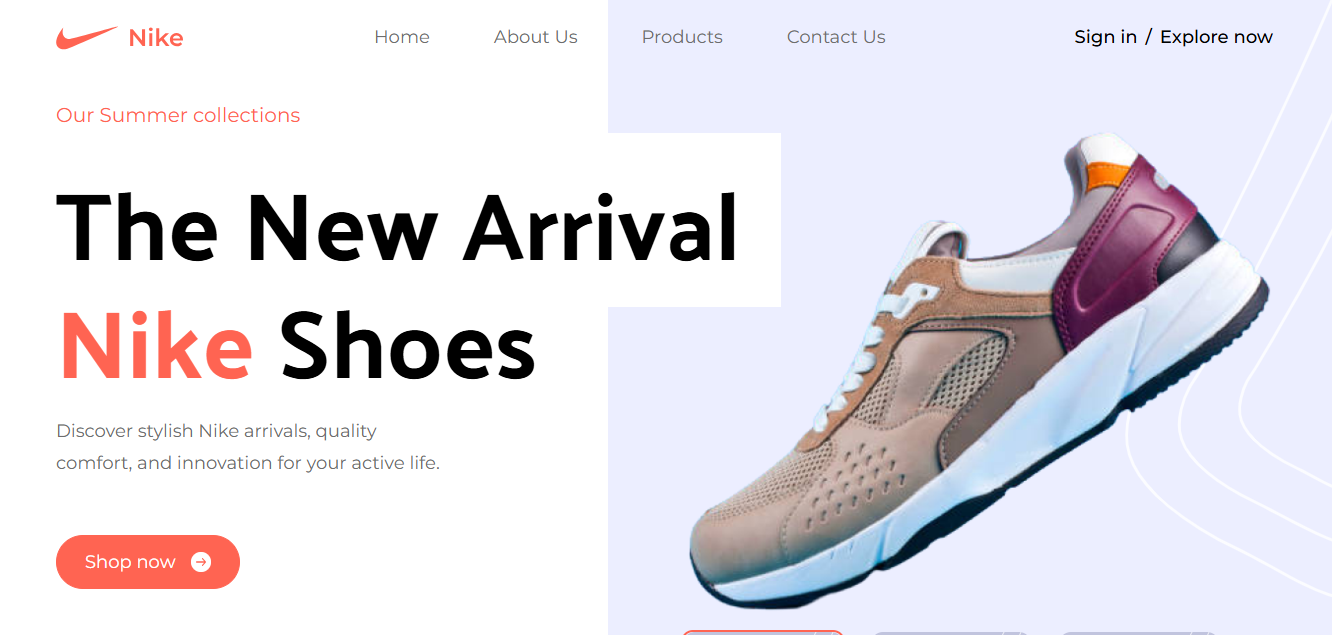 Nike
Home
About Us
Products
Contact Us
Sign in / Explore now
Our Summer collections
The New Arrival
Nike Shoes
Discover stylish Nike arrivals, quality
comfort, and innovation for your active life.
Shop now